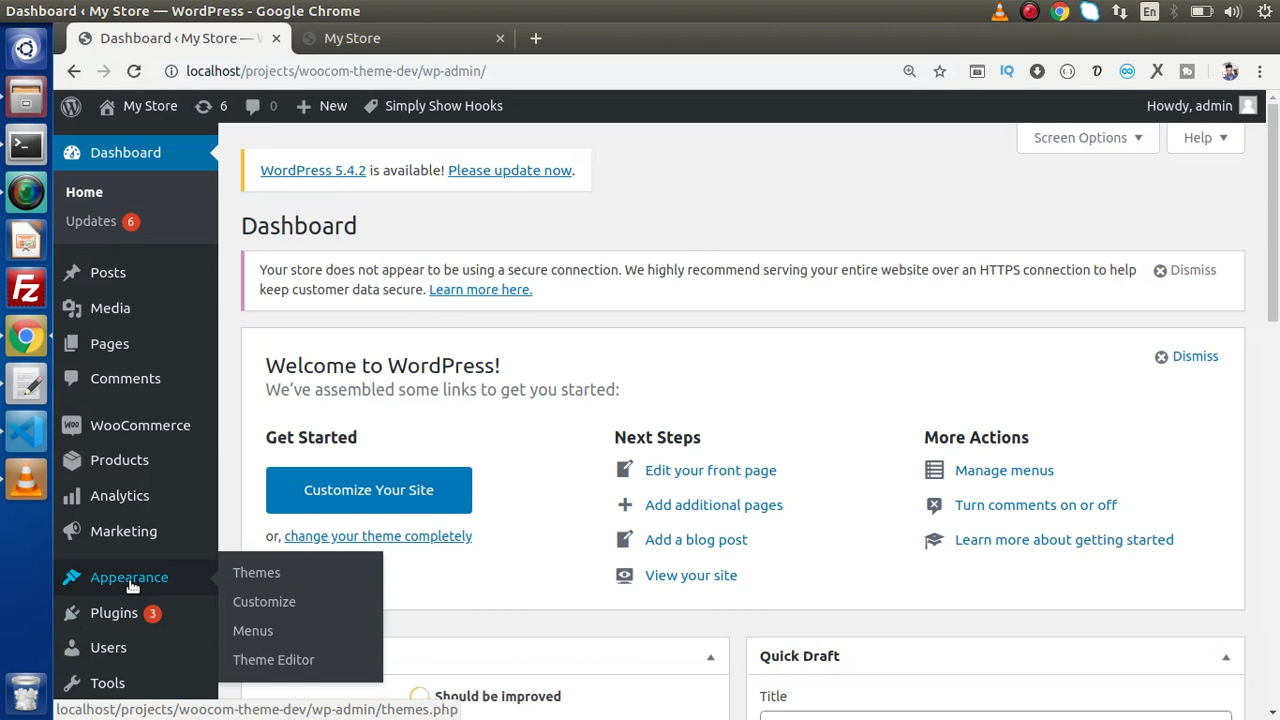 Dashboard ‹ My Store — WordPress - Google Chrome
En
Dashboard ‹ My Store — W
My Store
localhost/projects/woocom-theme-dev/wp-admin/
IQ
My Store
6
0
New
Simply Show Hooks
Howdy, admin
Dashboard
Home
Updates 6
Posts
Media
Pages
Comments
WooCommerce
Products
Analytics
Marketing
Appearance
Plugins 3
Users
Tools
Themes
Customize
Menus
Theme Editor
Screen Options
Help
WordPress 5.4.2 is available! Please update now.
Dashboard
Your store does not appear to be using a secure connection. We highly recommend serving your entire website over an HTTPS connection to help
keep customer data secure. Learn more here.
Dismiss
Welcome to WordPress!
We’ve assembled some links to get you started:
Dismiss
Get Started
Customize Your Site
or, change your theme completely
Next Steps
Edit your front page
Add additional pages
Add a blog post
View your site
More Actions
Manage menus
Turn comments on or off
Learn more about getting started
Should be improved
Quick Draft
Title
localhost/projects/woocom-theme-dev/wp-admin/themes.php